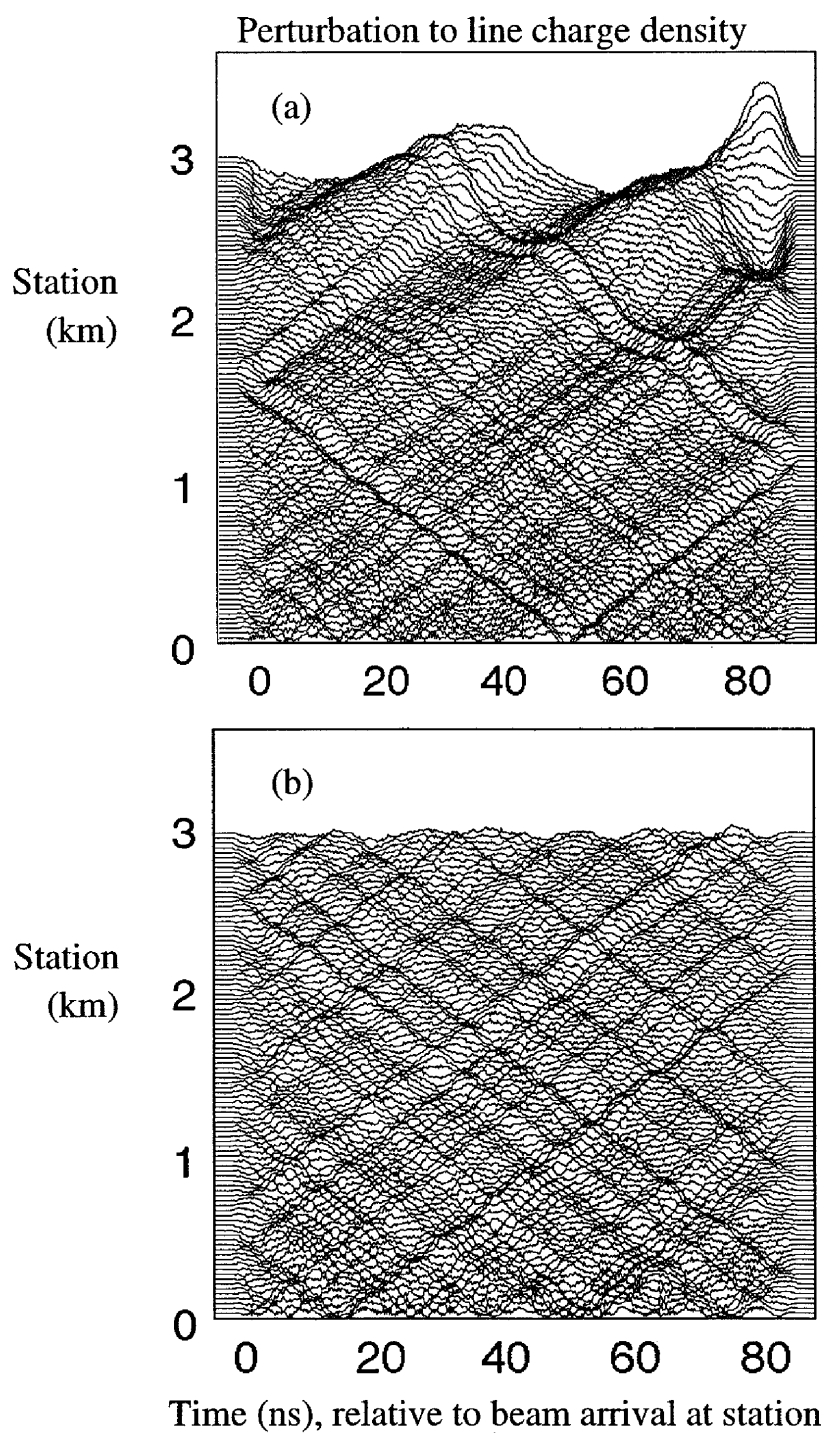 Perturbation to line charge density
(a)
3
Station
(km)
2
1
0
0 20 40 60 80
(b)
3
Station
(km)
2
1
0
0 20 40 60 80
Time (ns), relative to beam arrival at station